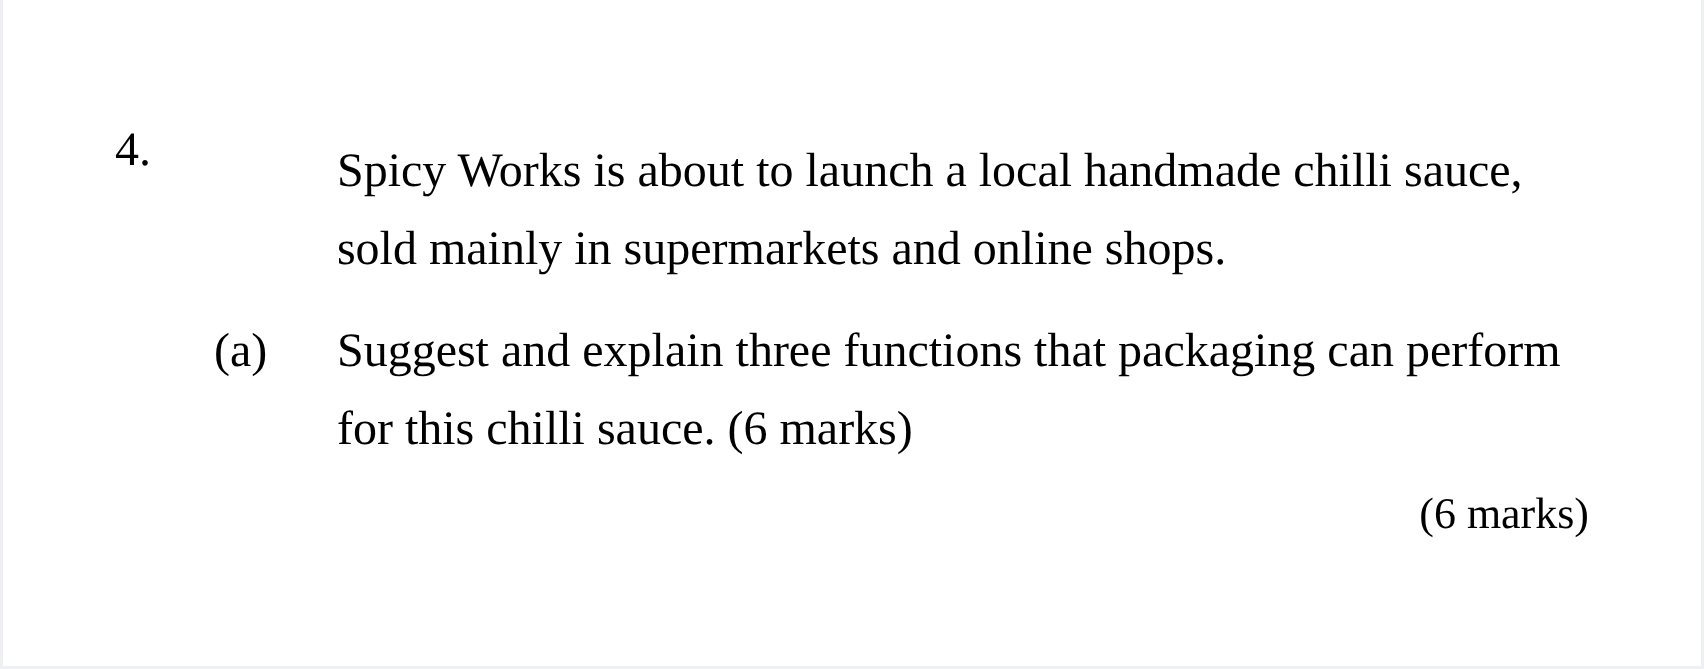 4.
Spicy Works is about to launch a local handmade chilli sauce,
sold mainly in supermarkets and online shops.
(a) Suggest and explain three functions that packaging can perform
for this chilli sauce. (6 marks)
(6 marks)